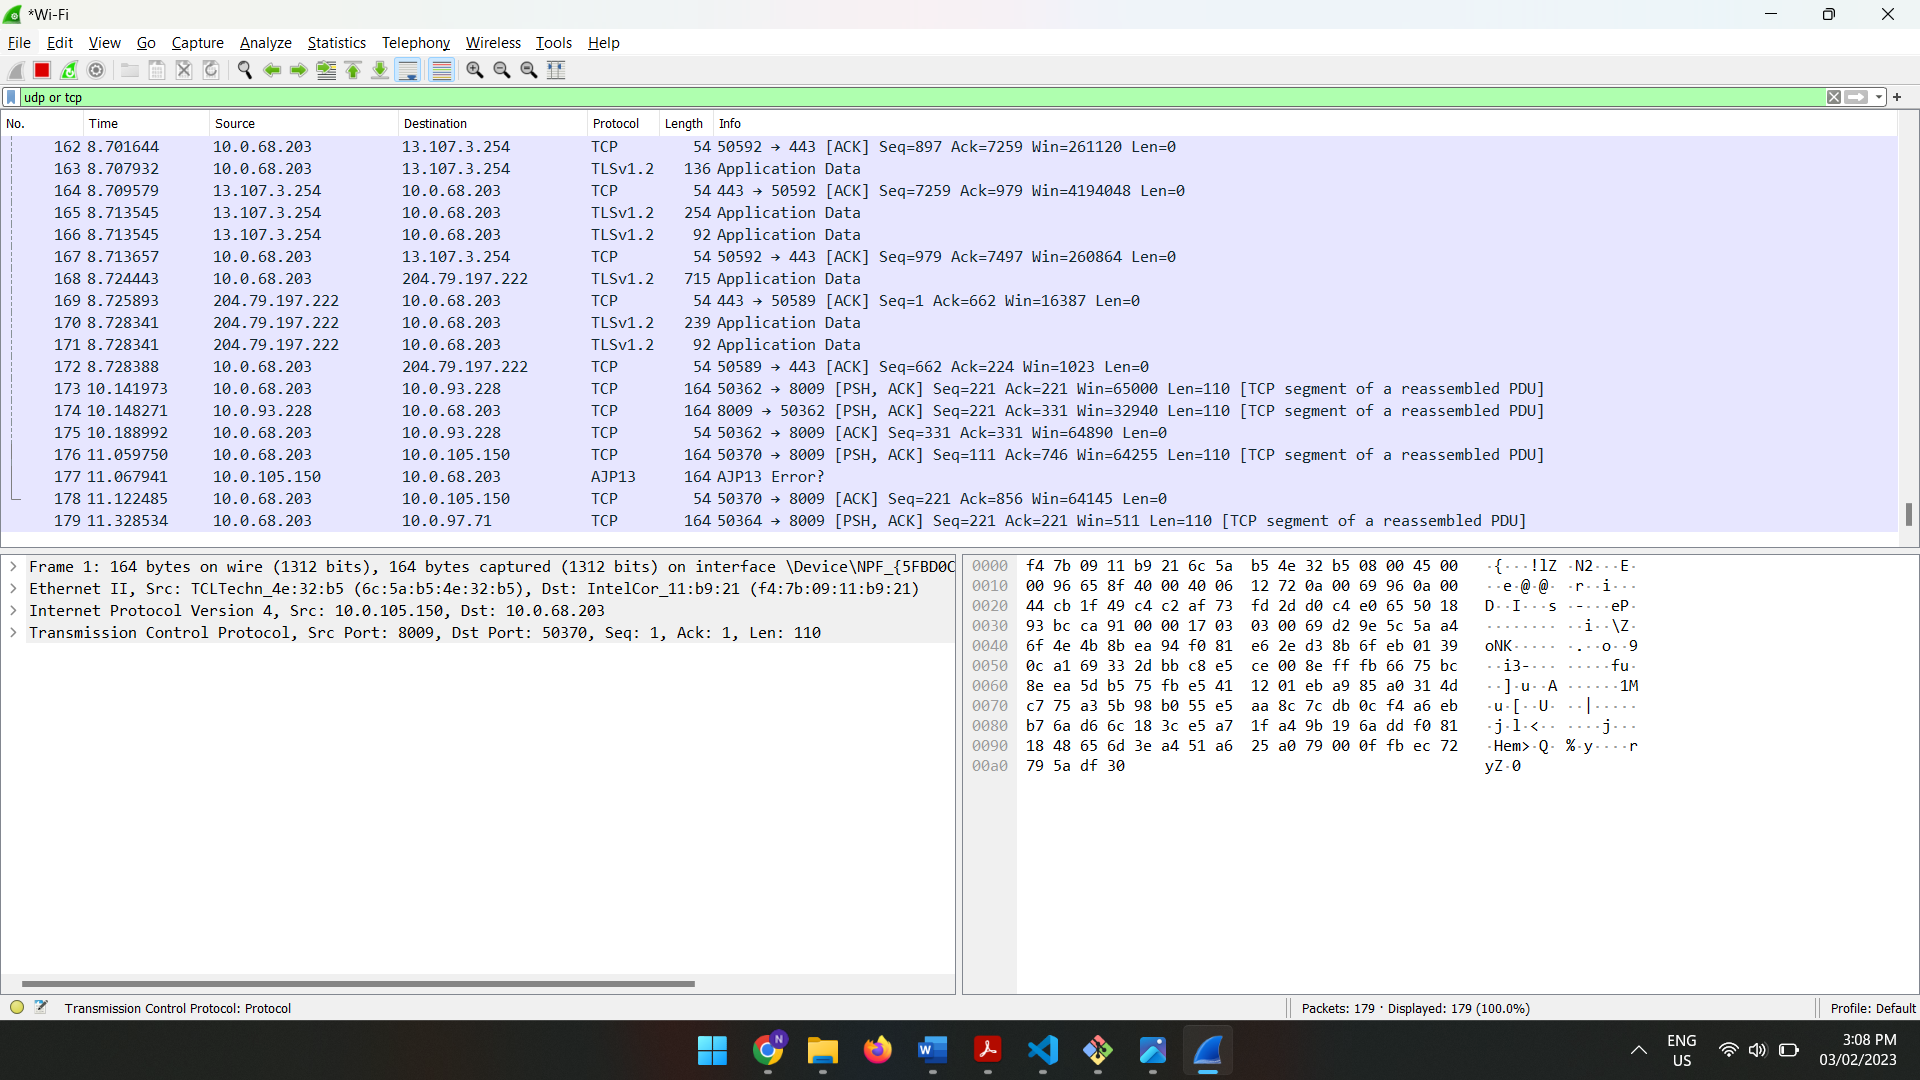 *Wi-Fi
File Edit View Go Capture Analyze Statistics Telephony Wireless Tools Help
udp or tcp
No. Time Source Destination Protocol Length Info
162 8.701644 10.0.68.203 13.107.3.254 TCP 54 50592 → 443 [ACK] Seq=897 Ack=7259 Win=261120 Len=0
163 8.707932 10.0.68.203 13.107.3.254 TLSv1.2 136 Application Data
164 8.709579 13.107.3.254 10.0.68.203 TCP 54 443 → 50592 [ACK] Seq=7259 Ack=979 Win=4194048 Len=0
165 8.713545 13.107.3.254 10.0.68.203 TLSv1.2 254 Application Data
166 8.713545 13.107.3.254 10.0.68.203 TLSv1.2 92 Application Data
167 8.713657 10.0.68.203 13.107.3.254 TCP 54 50592 → 443 [ACK] Seq=979 Ack=7497 Win=260864 Len=0
168 8.724443 10.0.68.203 204.79.197.222 TLSv1.2 715 Application Data
169 8.725893 204.79.197.222 10.0.68.203 TCP 54 443 → 50589 [ACK] Seq=1 Ack=662 Win=16387 Len=0
170 8.728341 204.79.197.222 10.0.68.203 TLSv1.2 239 Application Data
171 8.728341 204.79.197.222 10.0.68.203 TLSv1.2 92 Application Data
172 8.728388 10.0.68.203 204.79.197.222 TCP 54 50589 → 443 [ACK] Seq=662 Ack=224 Win=1023 Len=0
173 10.141973 10.0.68.203 10.0.93.228 TCP 164 50362 → 8009 [PSH, ACK] Seq=221 Ack=221 Win=65000 Len=110 [TCP segment of a reassembled PDU]
174 10.148271 10.0.93.228 10.0.68.203 TCP 164 8009 → 50362 [PSH, ACK] Seq=221 Ack=331 Win=32940 Len=110 [TCP segment of a reassembled PDU]
175 10.188992 10.0.68.203 10.0.93.228 TCP 54 50362 → 8009 [ACK] Seq=331 Ack=331 Win=64890 Len=0
176 11.059750 10.0.68.203 10.0.105.150 TCP 164 50370 → 8009 [PSH, ACK] Seq=111 Ack=746 Win=64255 Len=110 [TCP segment of a reassembled PDU]
177 11.067941 10.0.105.150 10.0.68.203 AJP13 164 AJP13 Error?
178 11.122485 10.0.68.203 10.0.105.150 TCP 54 50370 → 8009 [ACK] Seq=221 Ack=856 Win=64145 Len=0
179 11.328534 10.0.68.203 10.0.97.71 TCP 164 50364 → 8009 [PSH, ACK] Seq=221 Ack=221 Win=511 Len=110 [TCP segment of a reassembled PDU]
Frame 1: 164 bytes on wire (1312 bits), 164 bytes captured (1312 bits) on interface \Device\NPF_{5FBD0C
Ethernet II, Src: TCLTechn_4e:32:b5 (6c:5a:b5:4e:32:b5), Dst: IntelCor_11:b9:21 (f4:7b:09:11:b9:21)
Internet Protocol Version 4, Src: 10.0.105.150, Dst: 10.0.68.203
Transmission Control Protocol, Src Port: 8009, Dst Port: 50370, Seq: 1, Ack: 1, Len: 110
0000 f4 7b 09 11 b9 21 6c 5a b5 4e 32 b5 08 00 45 00 ·{···!lZ ·N2···E·
0010 00 96 65 8f 40 00 40 06 12 72 0a 00 69 96 0a 00 ··e·@·@· ·r··i···
0020 44 cb 1f 49 c4 c2 af 73 fd 2d d0 c4 e0 65 50 18 D··I···s ·-···eP·
0030 93 bc ca 91 00 00 17 03 03 00 69 d2 9e 5c 5a a4 ········ ··i··\Z·
0040 6f 4e 4b 8b ea 94 f0 81 e6 2e d3 8b 6f eb 01 39 oNK····· ·.··o··9
0050 0c a1 69 33 2d bb c8 e5 ce 00 8e ff fb 66 75 bc ··i3-··· ·····fu·
0060 8e ea 5d b5 75 fb e5 41 12 01 eb a9 85 a0 31 4d ··]·u··A ······1M
0070 c7 75 a3 5b 98 b0 55 e5 aa 8c 7c db 0c f4 a6 eb ·u·[··U· ··|·····
0080 b7 6a d6 6c 18 3c e5 a7 1f a4 9b 19 6a dd f0 81 ·j·l·<·· ····j···
0090 18 48 65 6d 3e a4 51 a6 25 a0 79 00 0f fb ec 72 ·Hem>·Q· %·y····r
00a0 79 5a df 30 yZ·0
Transmission Control Protocol: Protocol
Packets: 179 · Displayed: 179 (100.0%)
Profile: Default
N
ENG
US
3:08 PM
03/02/2023